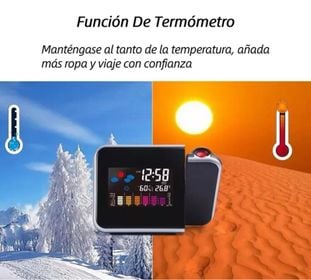 Función De Termómetro
Manténgase al tanto de la temperatura, añada
más ropa y viaje con confianza
12:58
60% 26.8